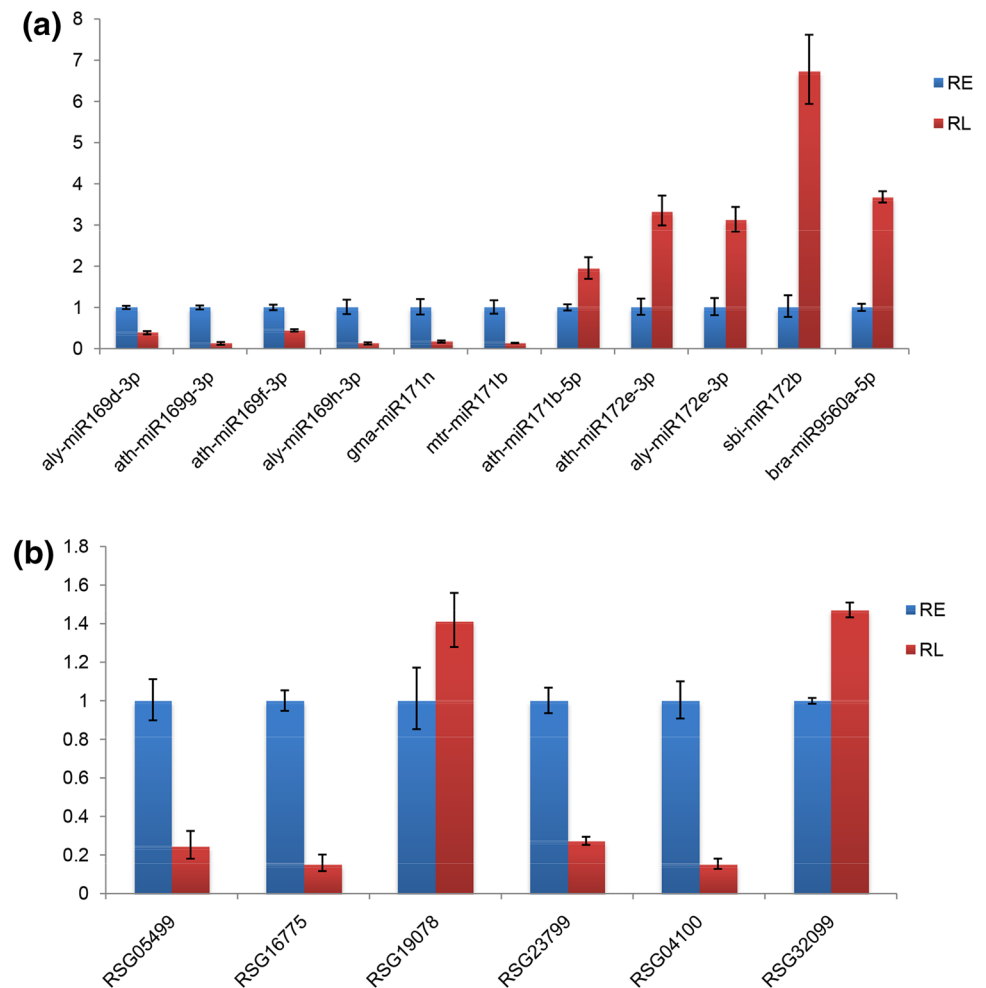 (a)
8
7
6
5
4
3
2
1
0
RE
RL
aly-miR169d-3p
ath-miR169g-3p
ath-miR169f-3p
aly-miR169h-3p
gma-miR171n
mtr-miR171b
ath-miR171b-5p
ath-miR172e-3p
aly-miR172e-3p
sbi-miR172b
bra-miR9560a-5p
(b)
1.8
1.6
1.4
1.2
1
0.8
0.6
0.4
0.2
0
RE
RL
RSG05499
RSG16775
RSG19078
RSG23799
RSG04100
RSG32099